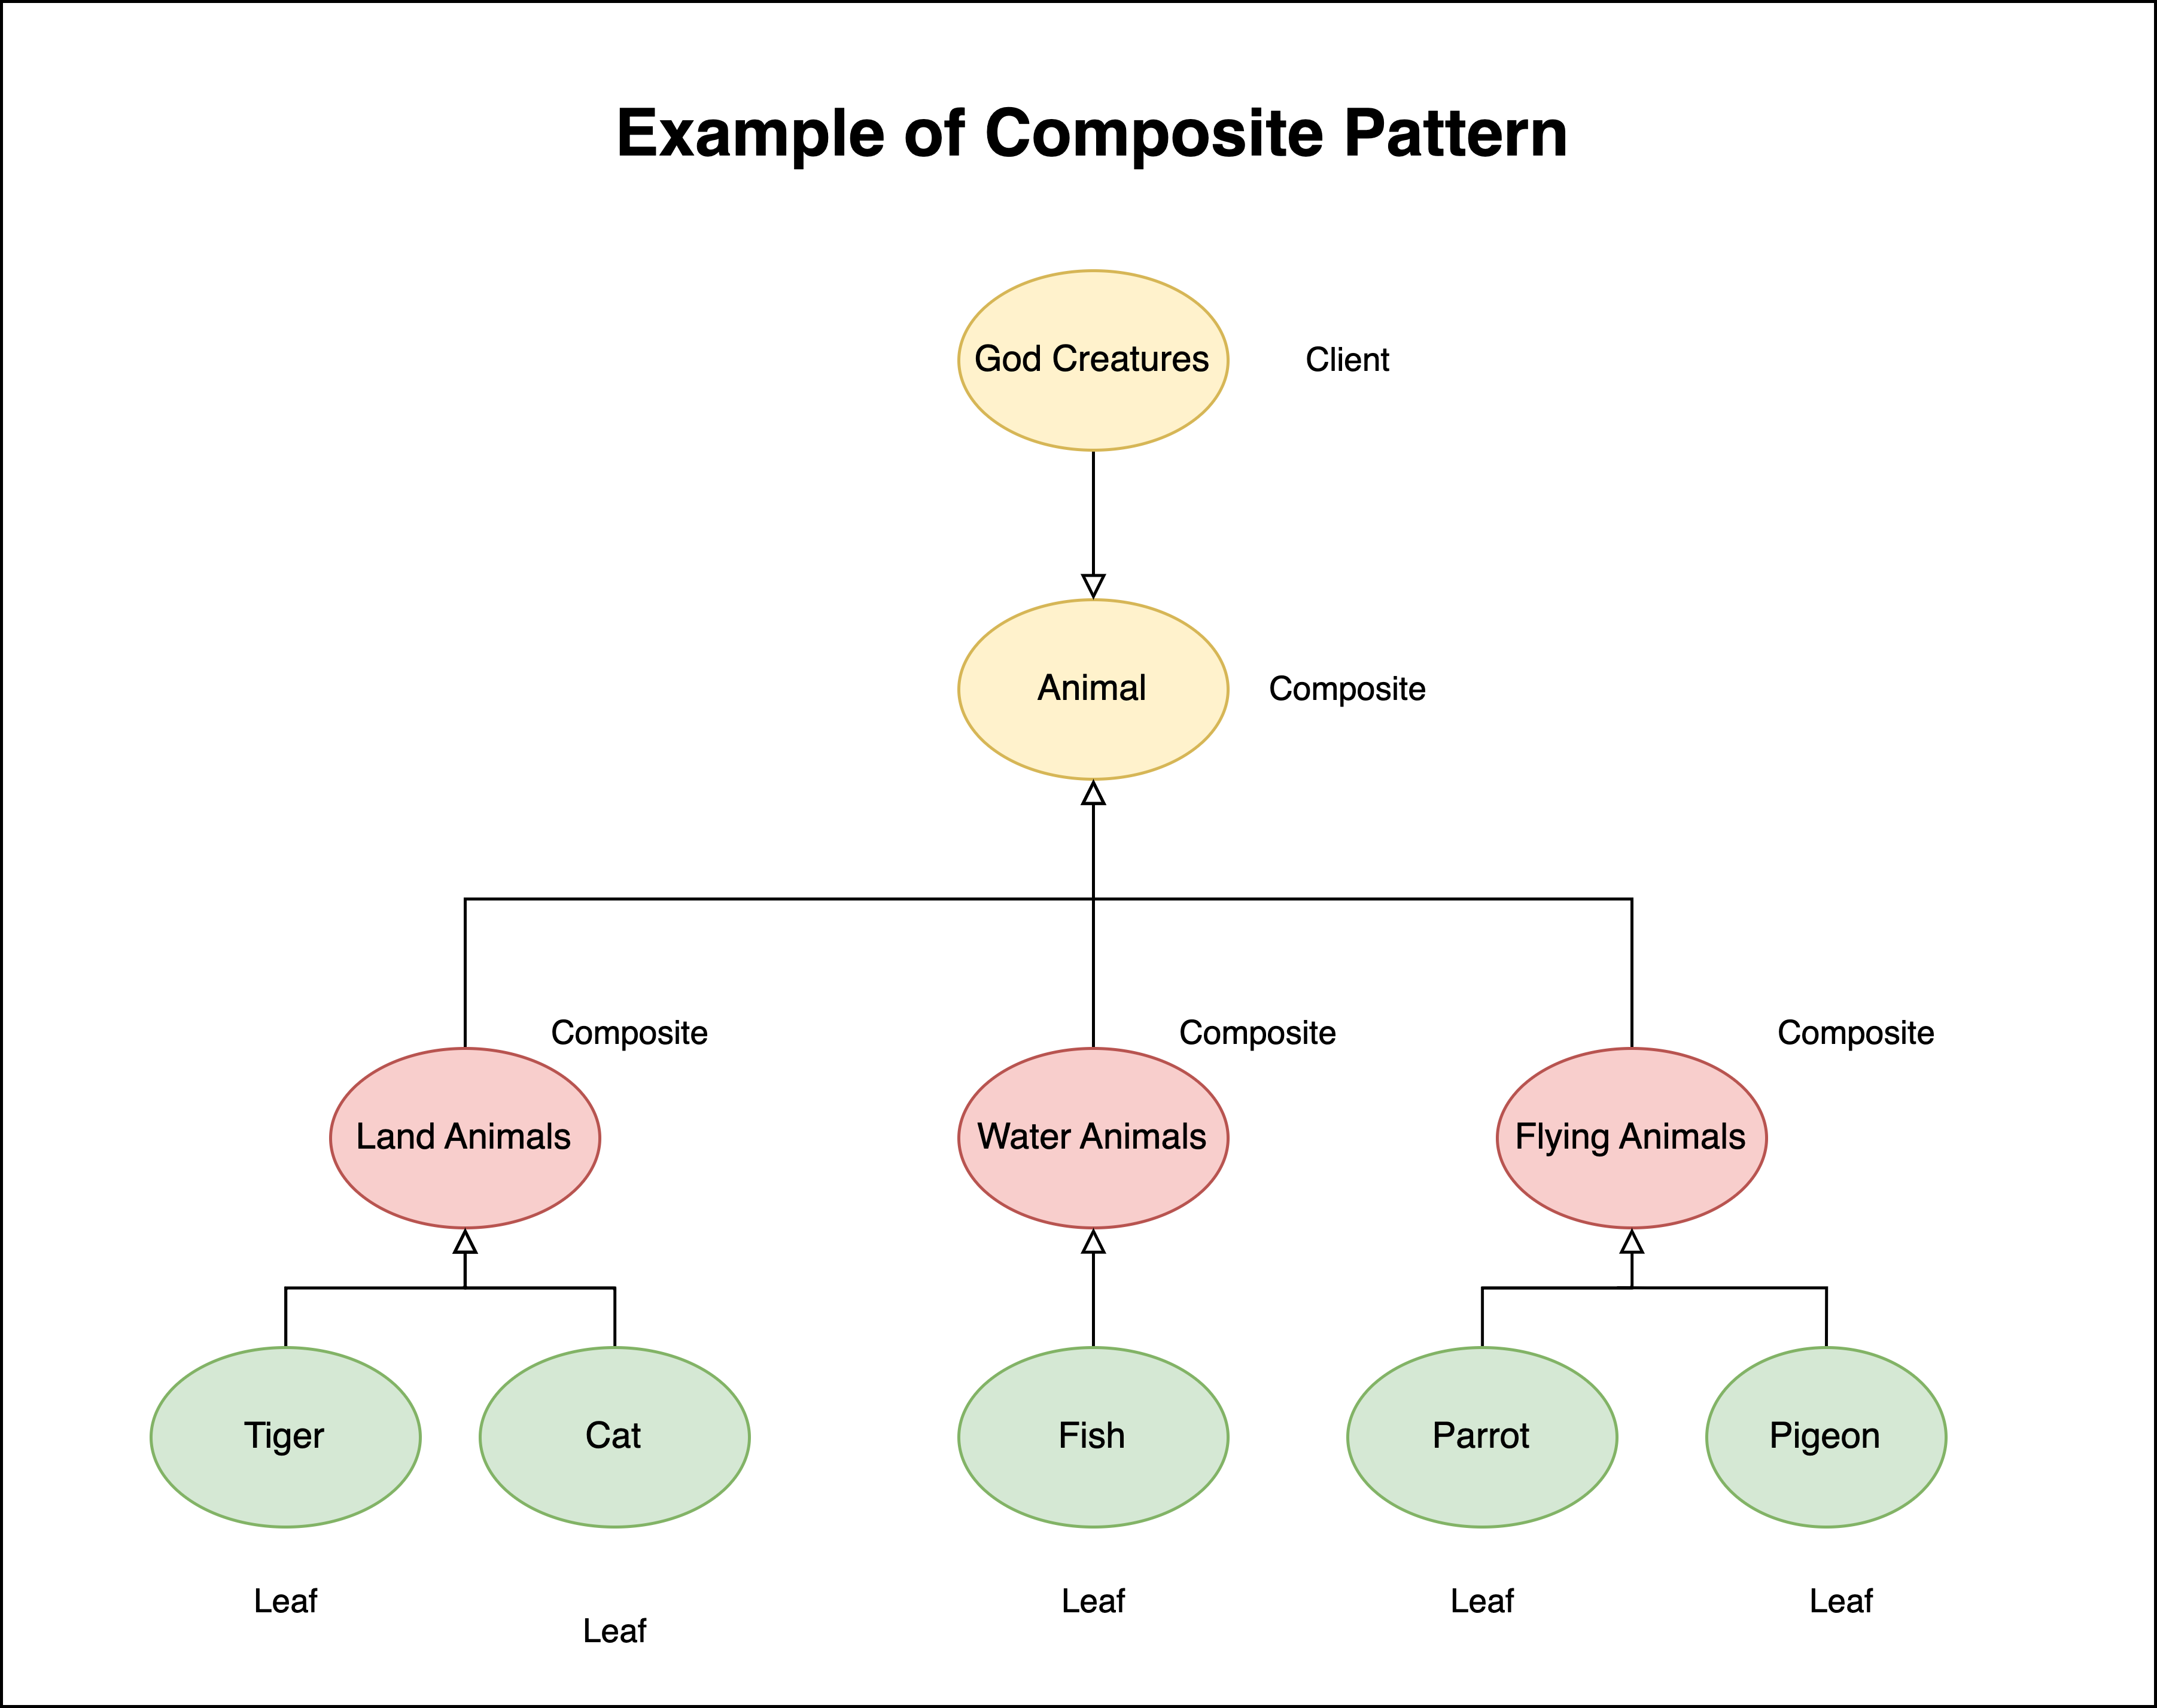 Example of Composite Pattern
God Creatures
Client
Animal
Composite
Composite
Composite
Composite
Land Animals
Water Animals
Flying Animals
Tiger
Cat
Fish
Parrot
Pigeon
Leaf
Leaf
Leaf
Leaf
Leaf